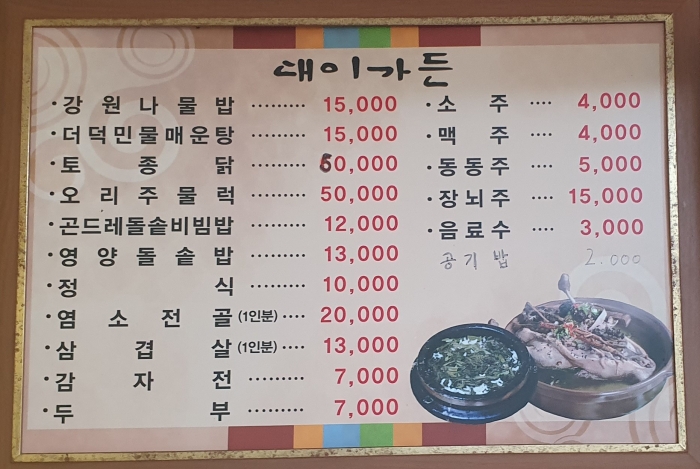 대이가든
·강원나물밥 ········· 15,000
·더덕민물매운탕 ········· 15,000
·토종닭 ········· 60,000
·오리주물럭 ········· 50,000
·곤드레돌솥비빔밥 ········· 12,000
·영양돌솥밥 ········· 13,000
·정식 ········· 10,000
·염소전골(1인분) ···· 20,000
·삼겹살(1인분) ···· 13,000
·감자전 ········· 7,000
·두부 ········· 7,000
·소주 ···· 4,000
·맥주 ···· 4,000
·동동주 ···· 5,000
·장뇌주 ···· 15,000
·음료수 ···· 3,000
공기밥 2.000